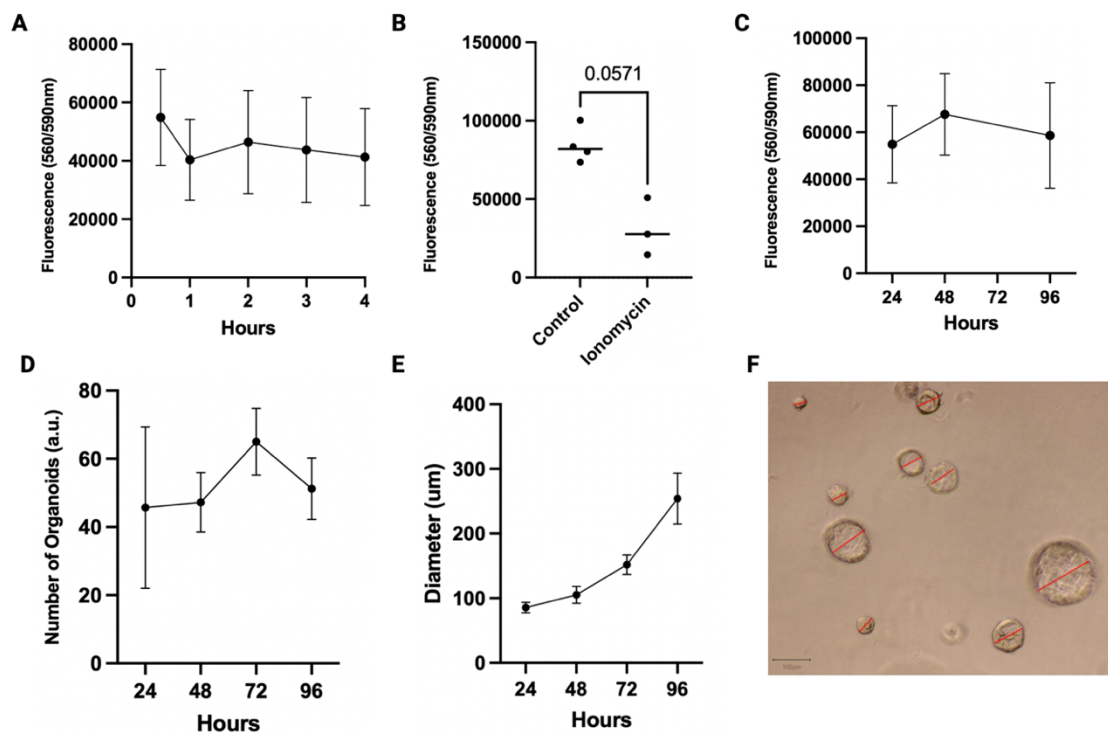 A
Fluorescence (560/590nm)
80000
60000
40000
20000
0
0 1 2 3 4
Hours
B
Fluorescence (560/590nm)
150000
100000
50000
0
0.0571
Control
Ionomycin
C
Fluorescence (560/590nm)
100000
80000
60000
40000
20000
0
24 48 72 96
Hours
D
Number of Organoids (a.u.)
80
60
40
20
0
24 48 72 96
Hours
E
Diameter (um)
400
300
200
100
0
24 48 72 96
Hours
F
100µm